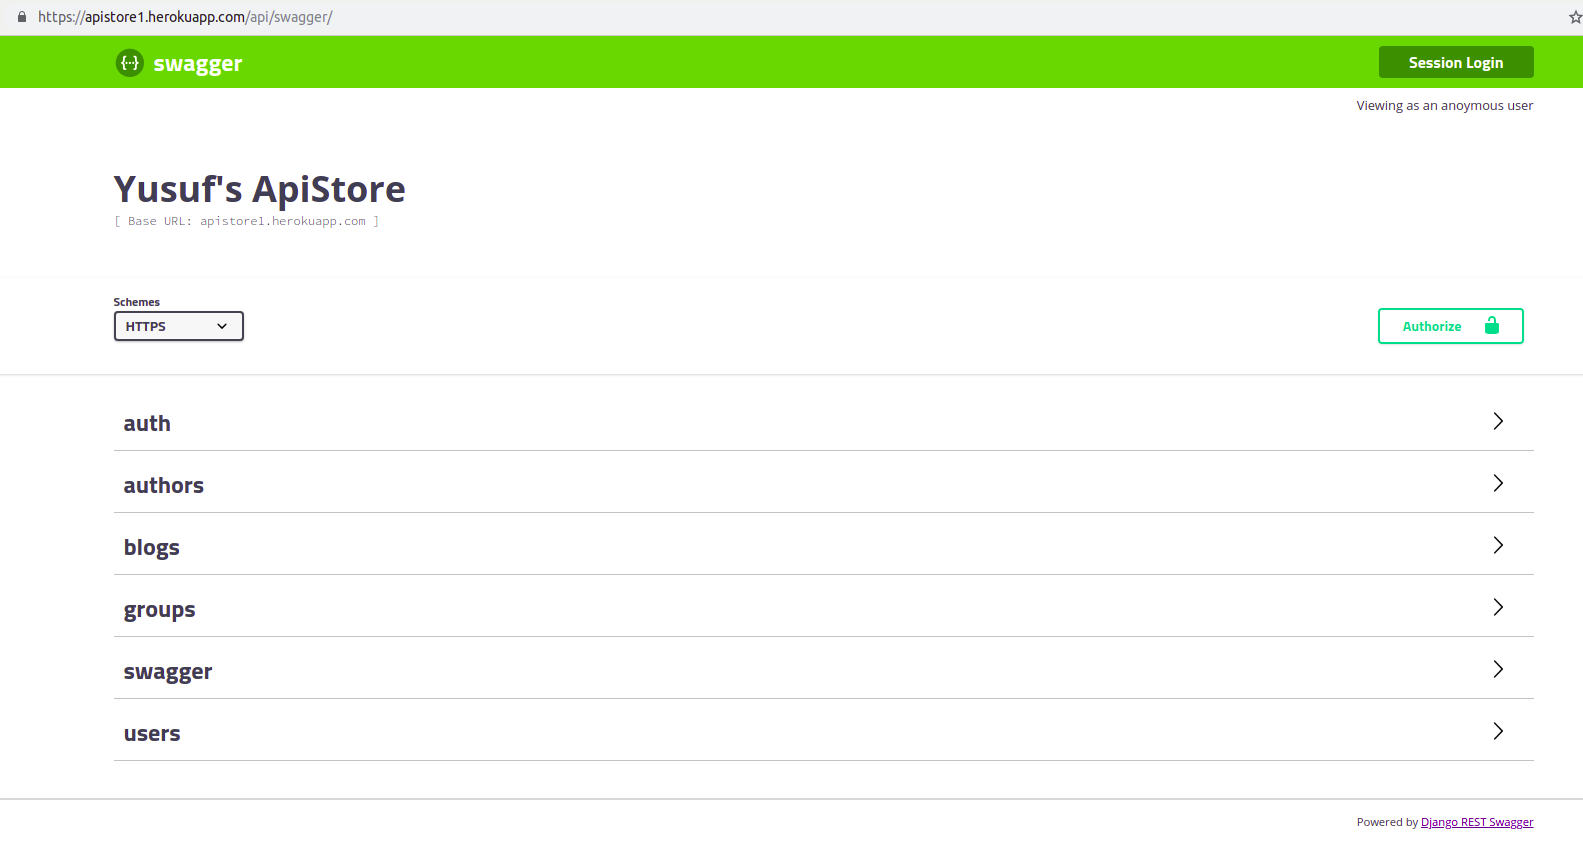 https://apistore1.herokuapp.com/api/swagger/
{···} swagger
Session Login
Viewing as an anoymous user
Yusuf's ApiStore
[ Base URL: apistore1.herokuapp.com ]
Schemes
HTTPS
Authorize
auth
authors
blogs
groups
swagger
users
Powered by Django REST Swagger